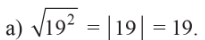 a) √19² = |19| = 19.